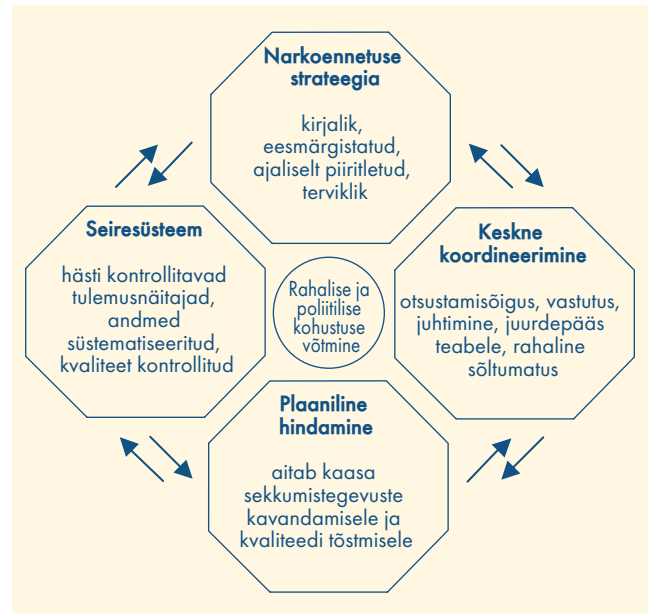 Narkoennetuse
strateegia
kirjalik,
eesmärgistatud,
ajaliselt piiritletud,
terviklik
Seiresüsteem
hästi kontrollitavad
tulemusnäitajad,
andmed
süstematiseeritud,
kvaliteet kontrollitud
Rahalise ja
poliitilise
kohustuse
võtmine
Keskne
koordineerimine
otsustamisõigus, vastutus,
juhtimine, juurdepääs
teabele, rahaline
sõltumatus
Plaaniline
hindamine
aitab kaasa
sekkumistegevuste
kavandamisele ja
kvaliteedi tõstmisele